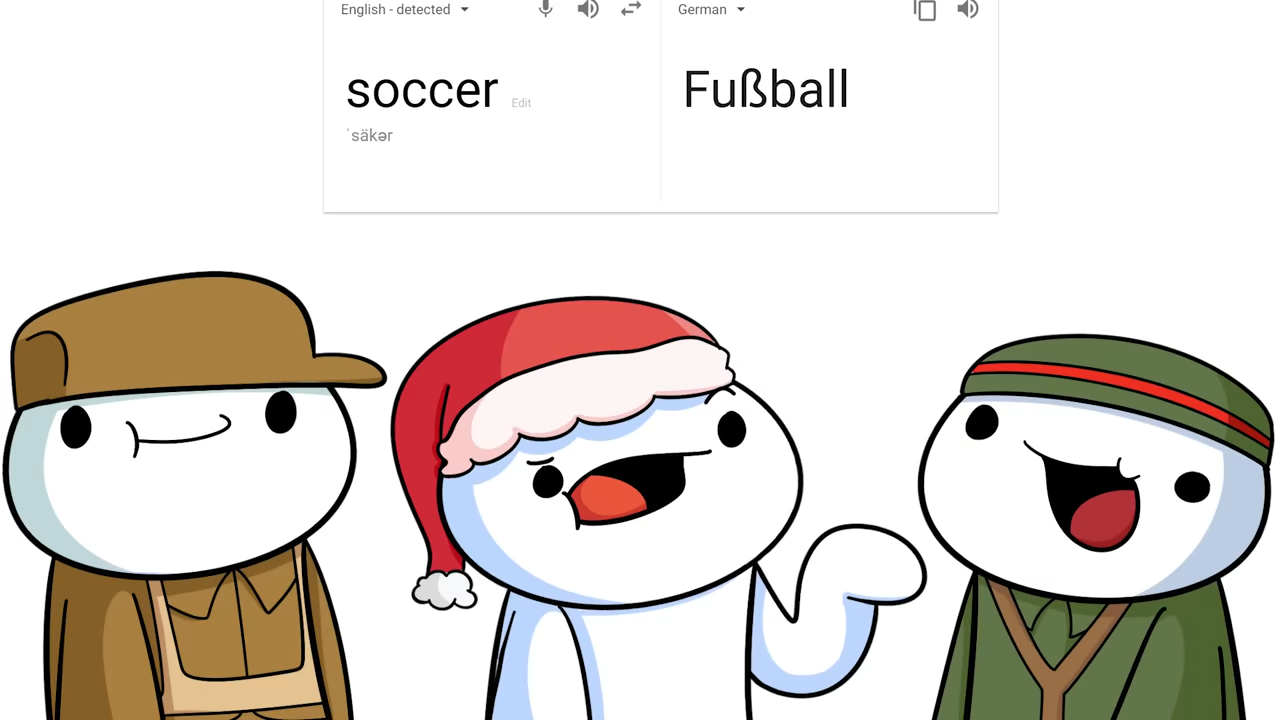 English - detected
German
soccer Edit
ˈsäkər
Fußball